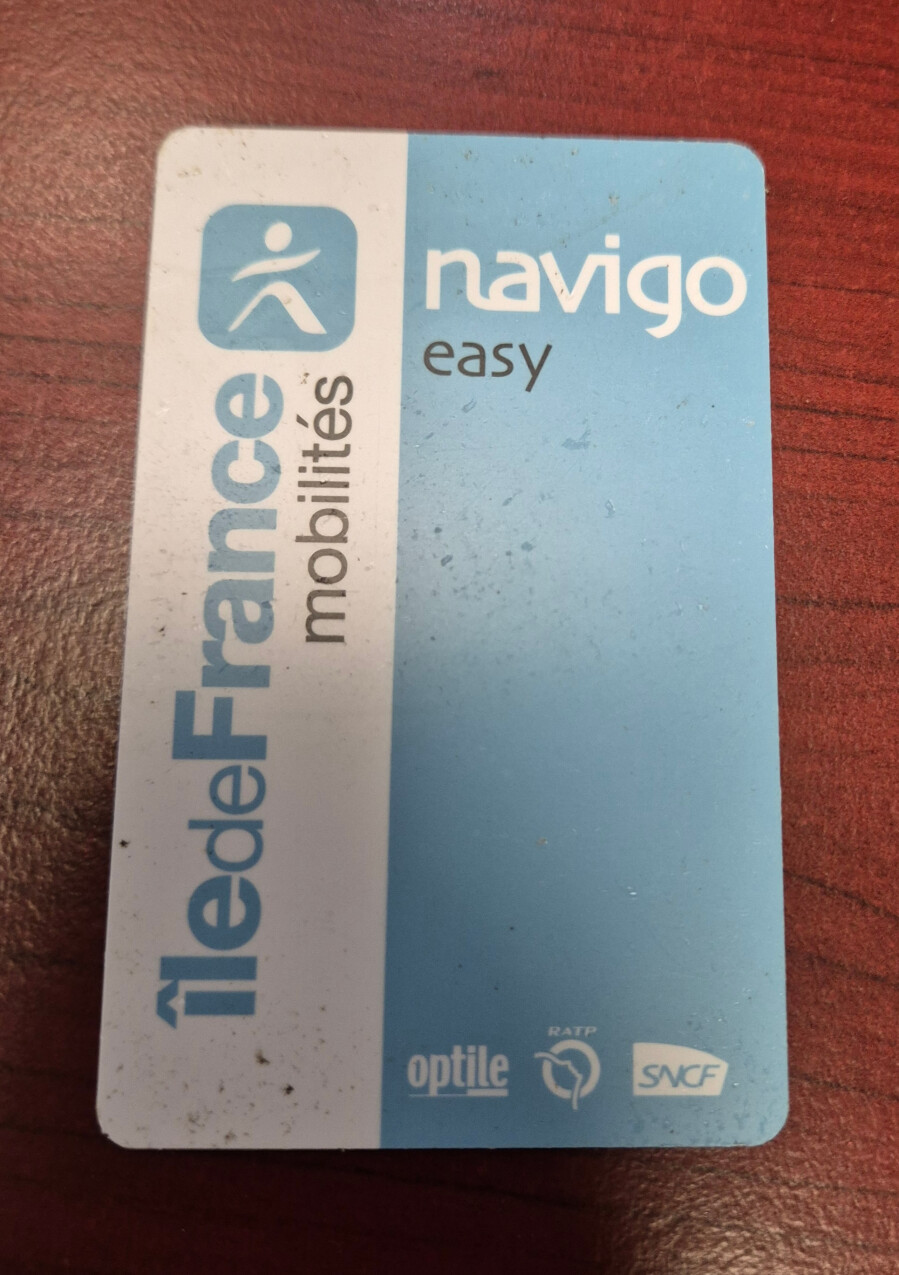 navigo
easy
îledeFrance
mobilités
optile
RATP
SNCF